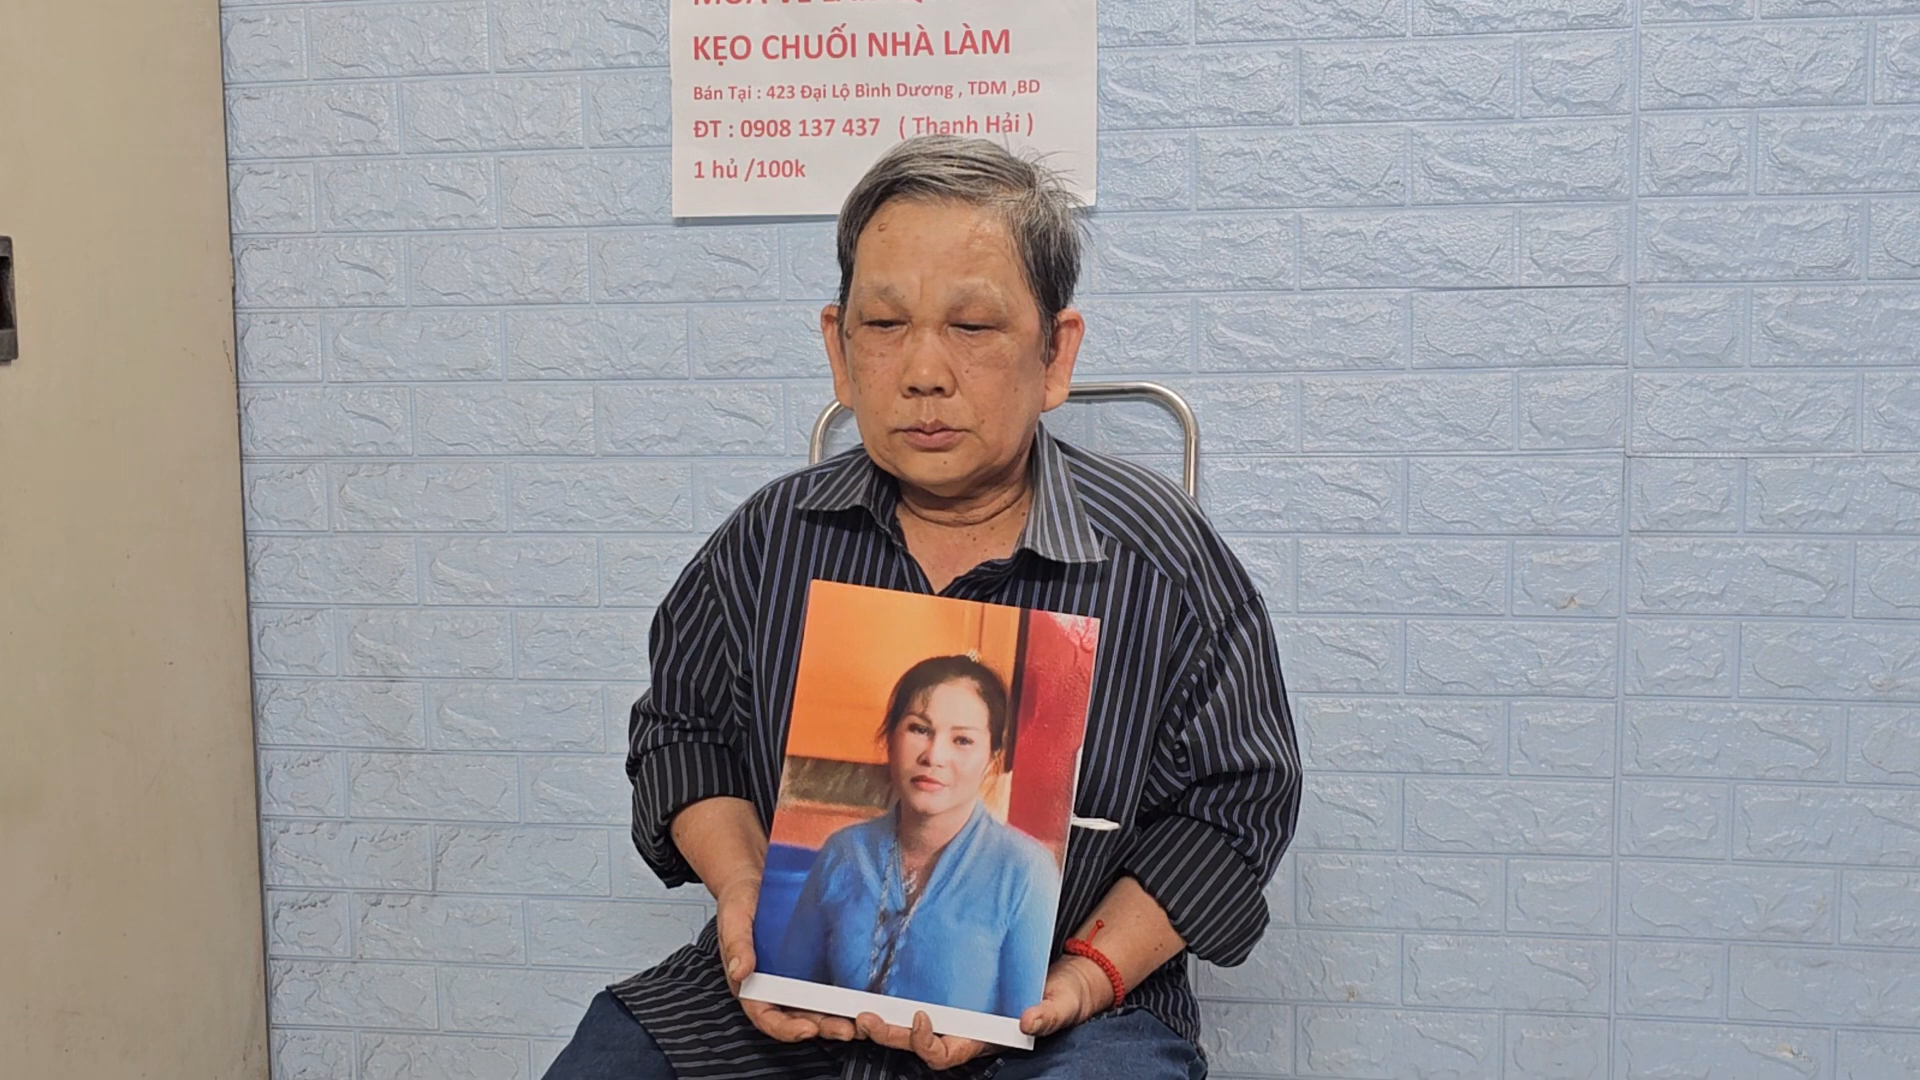 KẸO CHUỐI NHÀ LÀM
Bán Tại : 423 Đại Lộ Bình Dương , TDM ,BD
ĐT : 0908 137 437 ( Thanh Hải )
1 hủ /100k